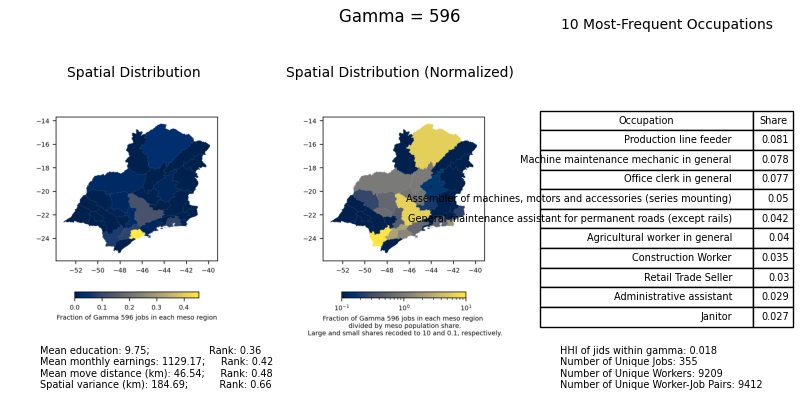 Gamma = 596
10 Most-Frequent Occupations
Spatial Distribution
Spatial Distribution (Normalized)
−14
−16
−18
−20
−22
−24
−52 −50 −48 −46 −44 −42 −40
0.0 0.1 0.2 0.3 0.4
Fraction of Gamma 596 jobs in each meso region
−14
−16
−18
−20
−22
−24
−52 −50 −48 −46 −44 −42 −40
10⁻¹ 10⁰ 10¹
Fraction of Gamma 596 jobs in each meso region
divided by meso population share.
Large and small shares recoded to 10 and 0.1, respectively.
Occupation Share
Production line feeder 0.081
Machine maintenance mechanic in general 0.078
Office clerk in general 0.077
Assembler of machines, motors and accessories (series mounting) 0.05
General maintenance assistant for permanent roads (except rails) 0.042
Agricultural worker in general 0.04
Construction Worker 0.035
Retail Trade Seller 0.03
Administrative assistant 0.029
Janitor 0.027
Mean education: 9.75; Rank: 0.36
Mean monthly earnings: 1129.17; Rank: 0.42
Mean move distance (km): 46.54; Rank: 0.48
Spatial variance (km): 184.69; Rank: 0.66
HHI of jids within gamma: 0.018
Number of Unique Jobs: 355
Number of Unique Workers: 9209
Number of Unique Worker-Job Pairs: 9412